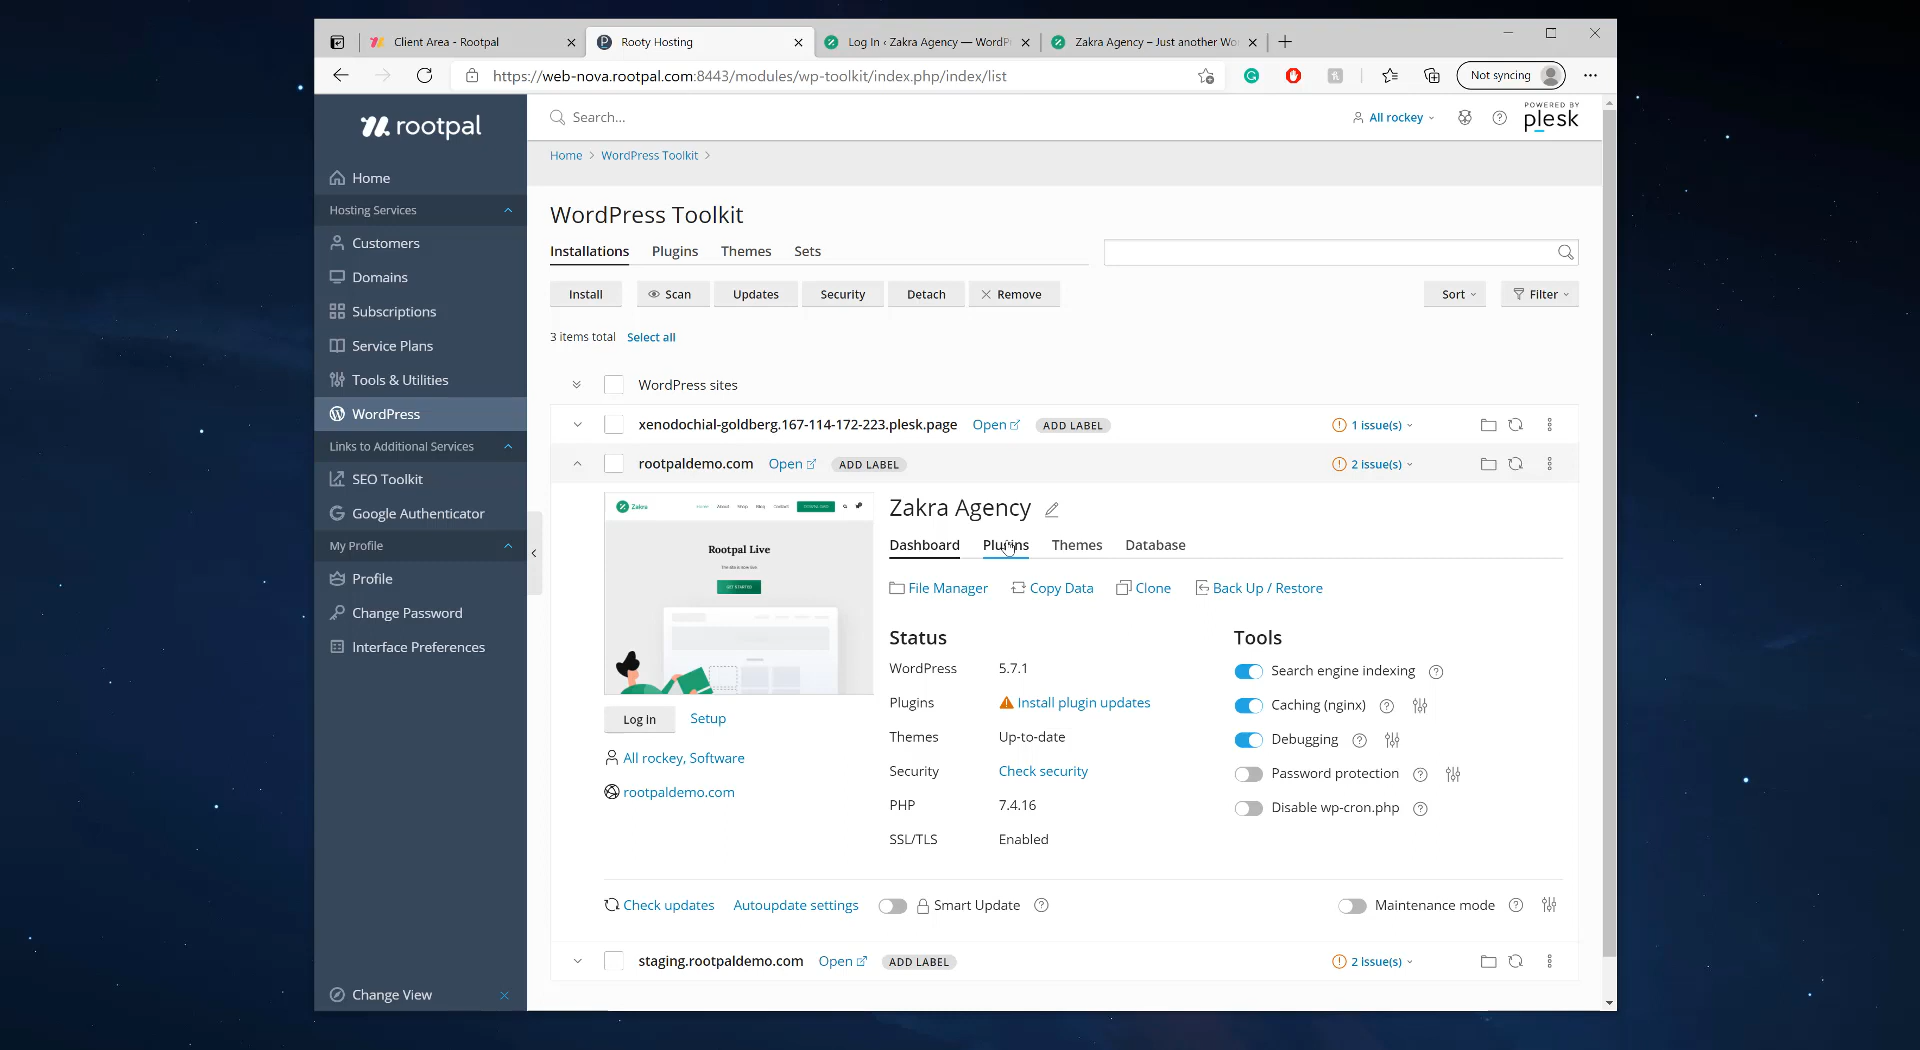 Client Area - Rootpal
Rooty Hosting
Log In ‹ Zakra Agency — WordP
Zakra Agency – Just another Wo
https://web-nova.rootpal.com:8443/modules/wp-toolkit/index.php/index/list
Not syncing
rootpal
Search...
All rockey
POWERED BY
plesk
Home > WordPress Toolkit >
Home
Hosting Services
Customers
Domains
Subscriptions
Service Plans
Tools & Utilities
WordPress
Links to Additional Services
SEO Toolkit
Google Authenticator
My Profile
Profile
Change Password
Interface Preferences
Change View
WordPress Toolkit
Installations Plugins Themes Sets
Install Scan Updates Security Detach Remove Sort Filter
3 items total Select all
WordPress sites
xenodochial-goldberg.167-114-172-223.plesk.page Open ADD LABEL 1 issue(s)
rootpaldemo.com Open ADD LABEL 2 issue(s)
Zakra
Home About Shop Blog Contact
Rootpal Live
GET STARTED
Zakra Agency
Dashboard Plugins Themes Database
File Manager Copy Data Clone Back Up / Restore
Status
WordPress 5.7.1
Plugins Install plugin updates
Themes Up-to-date
Security Check security
PHP 7.4.16
SSL/TLS Enabled
Tools
Search engine indexing
Caching (nginx)
Debugging
Password protection
Disable wp-cron.php
Log In Setup
All rockey, Software
rootpaldemo.com
Check updates Autoupdate settings Smart Update Maintenance mode
staging.rootpaldemo.com Open ADD LABEL 2 issue(s)